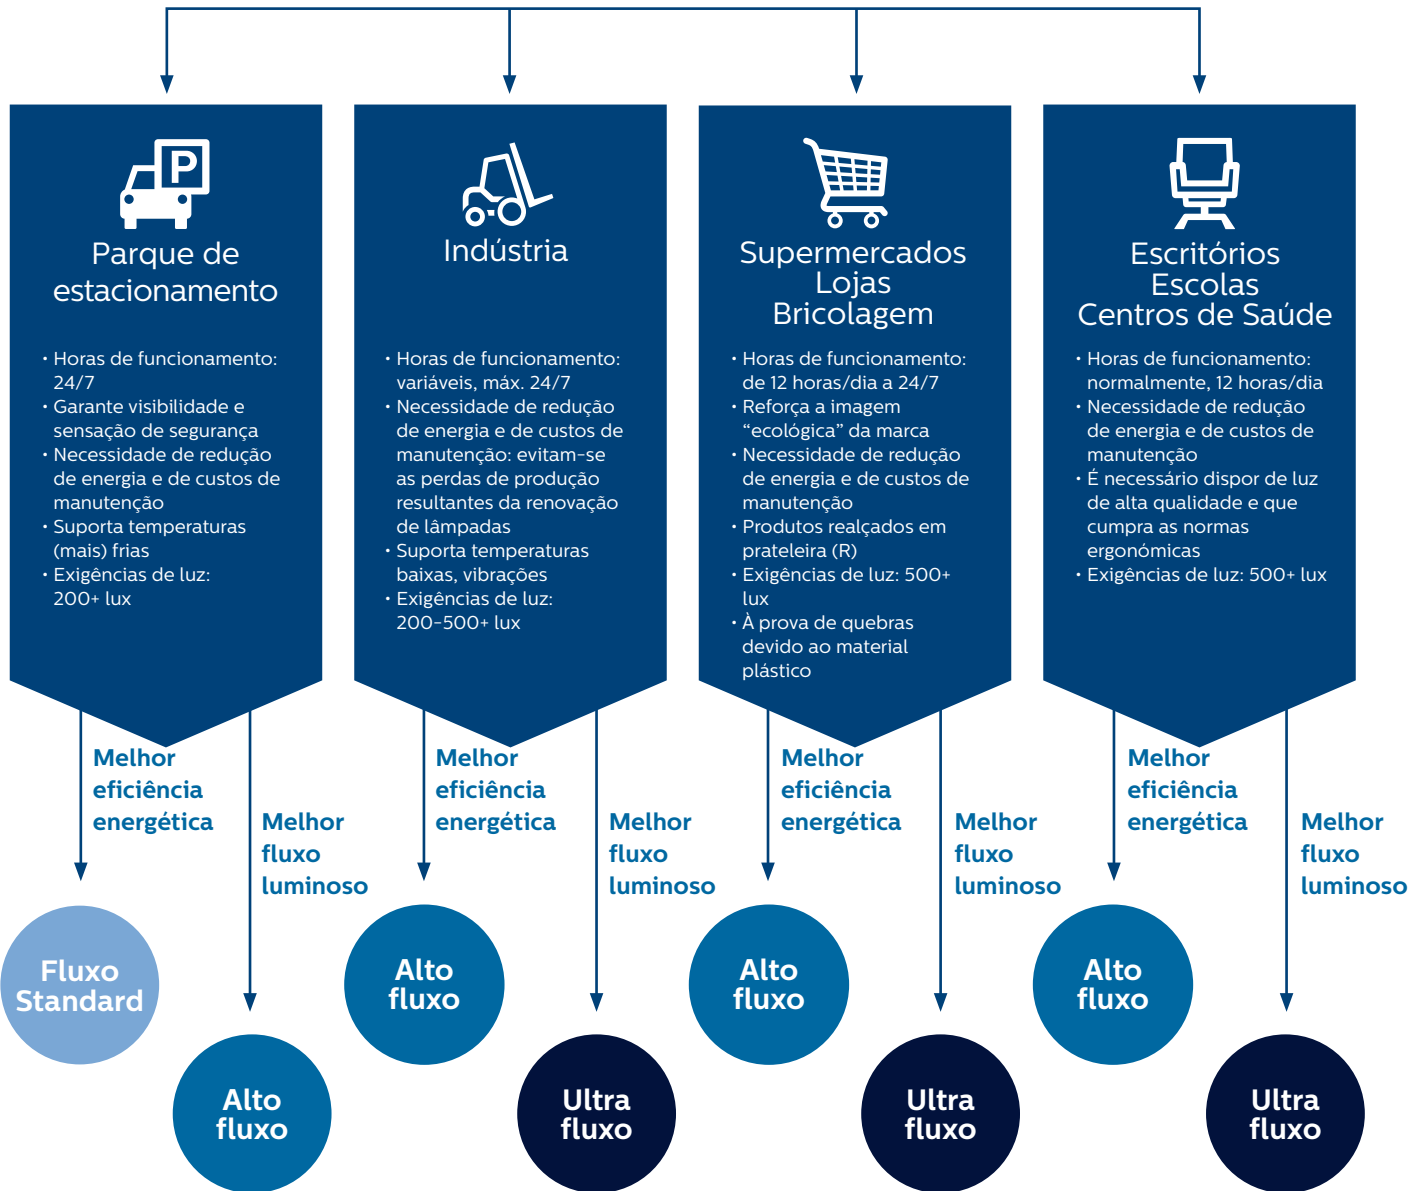 P
Parque de
estacionamento
• Horas de funcionamento:
24/7
• Garante visibilidade e
sensação de segurança
• Necessidade de redução
de energia e de custos de
manutenção
• Suporta temperaturas
(mais) frias
• Exigências de luz:
200+ lux
Indústria
• Horas de funcionamento:
variáveis, máx. 24/7
• Necessidade de redução
de energia e de custos de
manutenção: evitam-se
as perdas de produção
resultantes da renovação
de lâmpadas
• Suporta temperaturas
baixas, vibrações
• Exigências de luz:
200-500+ lux
Supermercados
Lojas
Bricolagem
• Horas de funcionamento:
de 12 horas/dia a 24/7
• Reforça a imagem
“ecológica” da marca
• Necessidade de redução
de energia e de custos de
manutenção
• Produtos realçados em
prateleira (R)
• Exigências de luz: 500+
lux
• À prova de quebras
devido ao material
plástico
Escritórios
Escolas
Centros de Saúde
• Horas de funcionamento:
normalmente, 12 horas/dia
• Necessidade de redução
de energia e de custos de
manutenção
• É necessário dispor de luz
de alta qualidade e que
cumpra as normas
ergonómicas
• Exigências de luz: 500+ lux
Melhor
eficiência
energética
Melhor
fluxo
luminoso
Melhor
eficiência
energética
Melhor
fluxo
luminoso
Melhor
eficiência
energética
Melhor
fluxo
luminoso
Melhor
eficiência
energética
Melhor
fluxo
luminoso
Fluxo
Standard
Alto
fluxo
Alto
fluxo
Ultra
fluxo
Alto
fluxo
Ultra
fluxo
Alto
fluxo
Ultra
fluxo